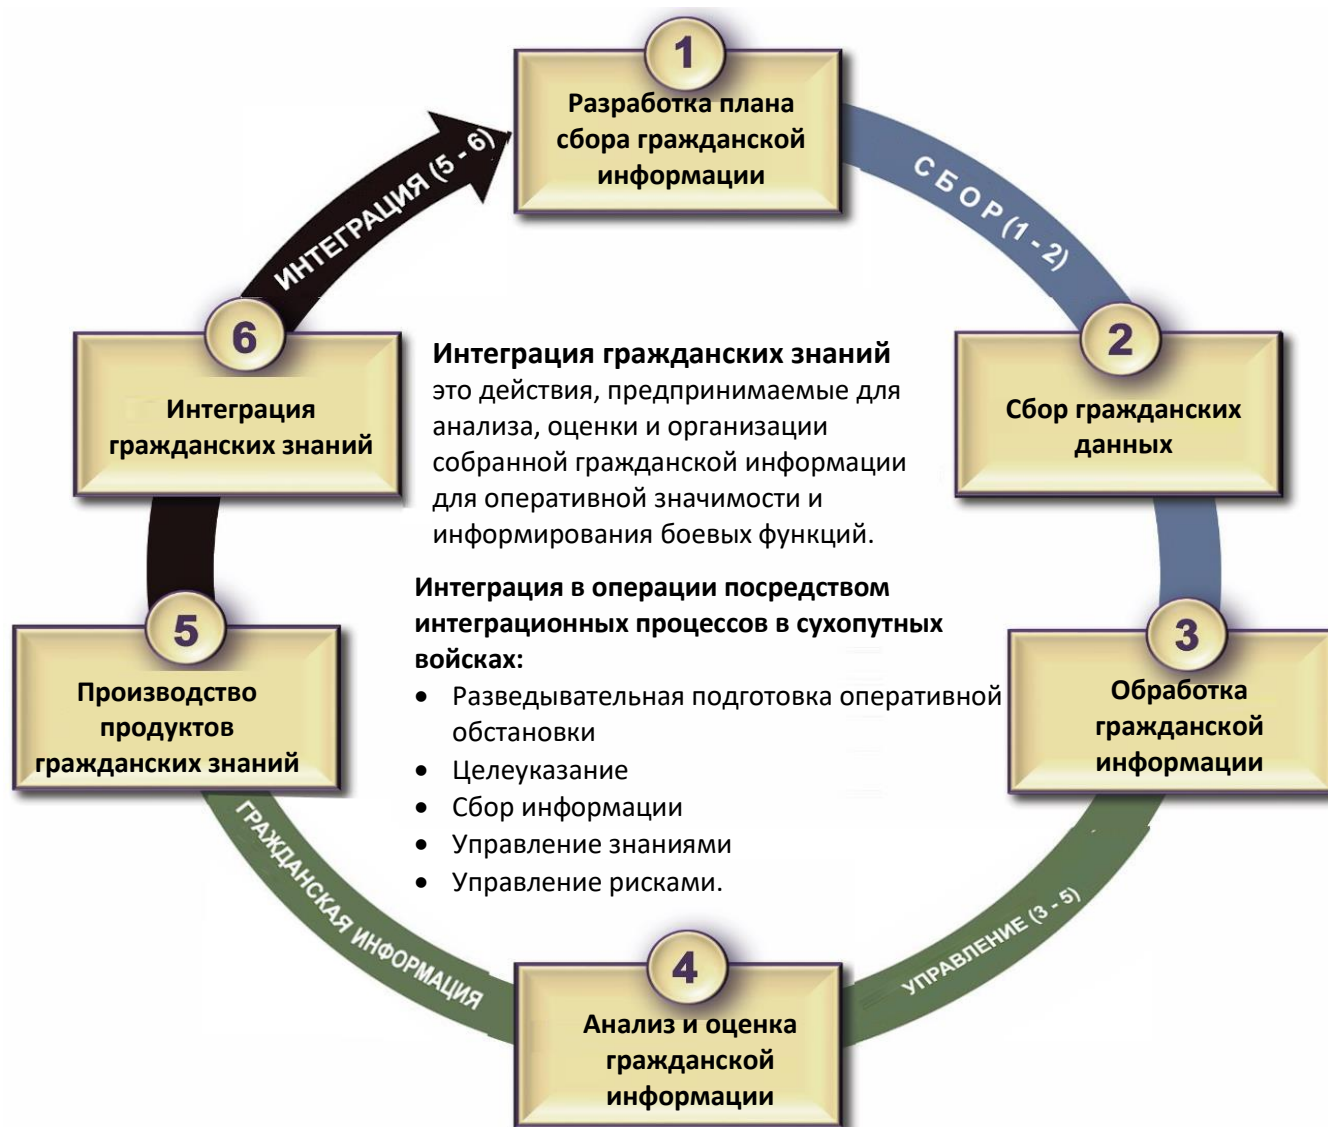 1
Разработка плана
сбора гражданской
информации
СБОР (1 - 2)
2
Сбор гражданских
данных
3
Обработка
гражданской
информации
УПРАВЛЕНИЕ (3 - 5)
4
Анализ и оценка
гражданской
информации
ГРАЖДАНСКАЯ ИНФОРМАЦИЯ
5
Производство
продуктов
гражданских знаний
6
Интеграция
гражданских знаний
ИНТЕГРАЦИЯ (5 - 6)
Интеграция гражданских знаний
это действия, предпринимаемые для
анализа, оценки и организации
собранной гражданской информации
для оперативной значимости и
информирования боевых функций.
Интеграция в операции посредством
интеграционных процессов в сухопутных
войсках:
• Разведывательная подготовка оперативной
обстановки
• Целеуказание
• Сбор информации
• Управление знаниями
• Управление рисками.